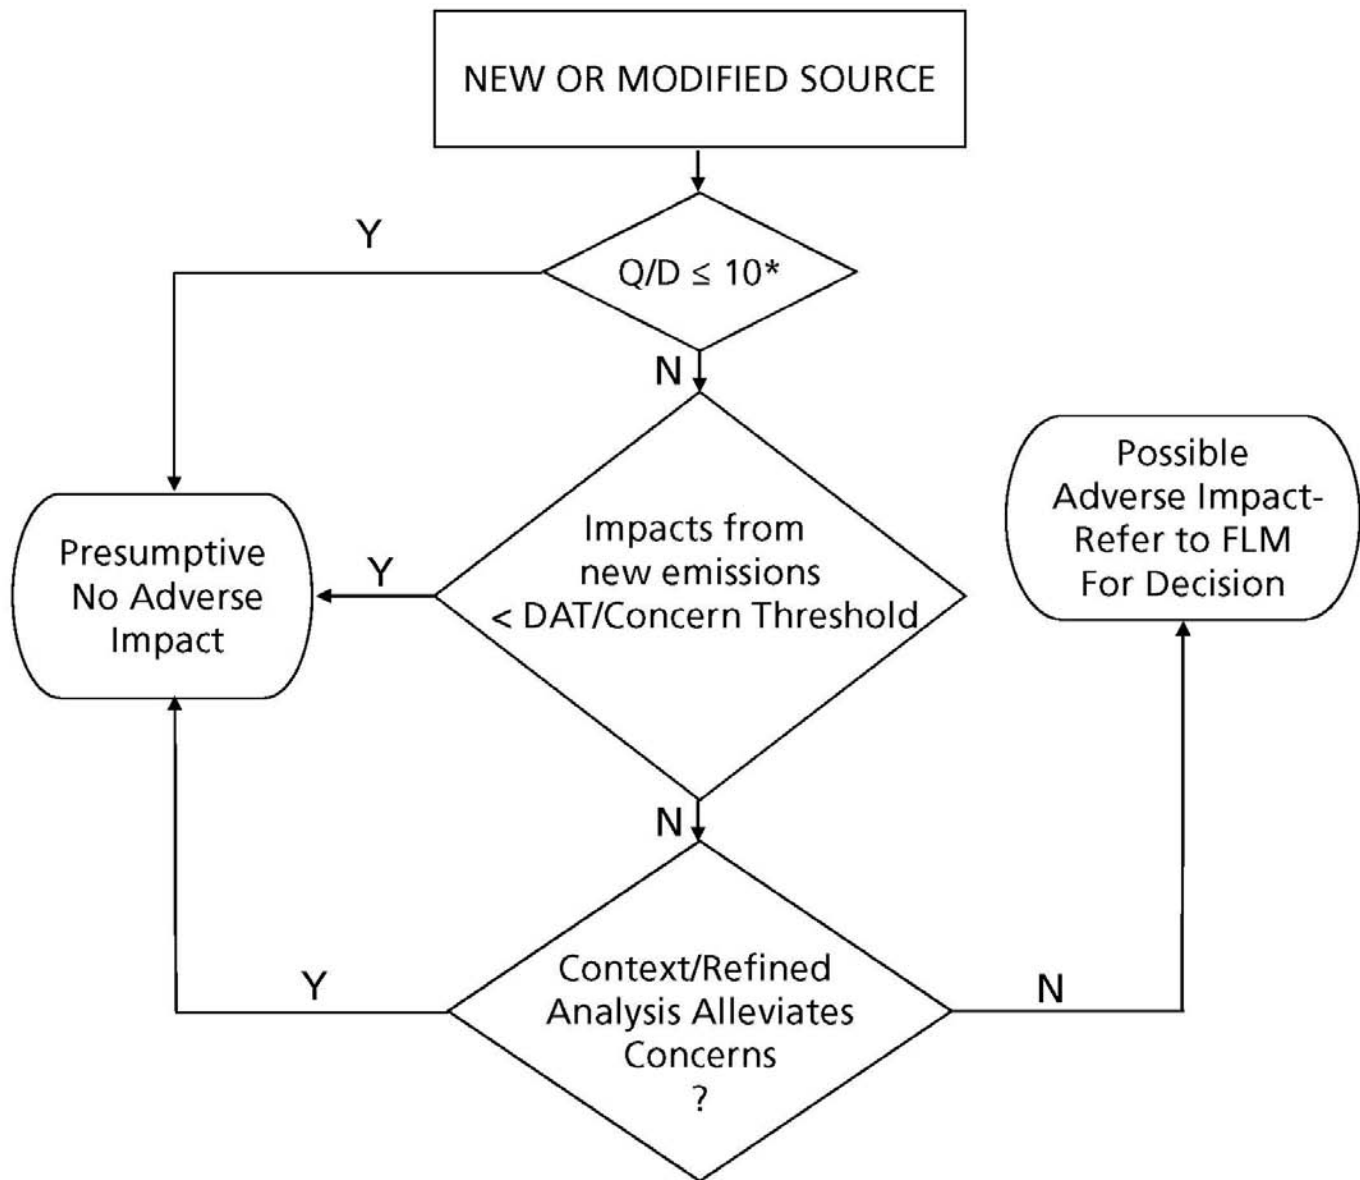 NEW OR MODIFIED SOURCE
Y
Q/D ≤ 10*
N
Possible
Adverse Impact-
Refer to FLM
For Decision
Impacts from
new emissions
< DAT/Concern Threshold
Y
Presumptive
No Adverse
Impact
N
Context/Refined
Analysis Alleviates
Concerns
?
Y
N